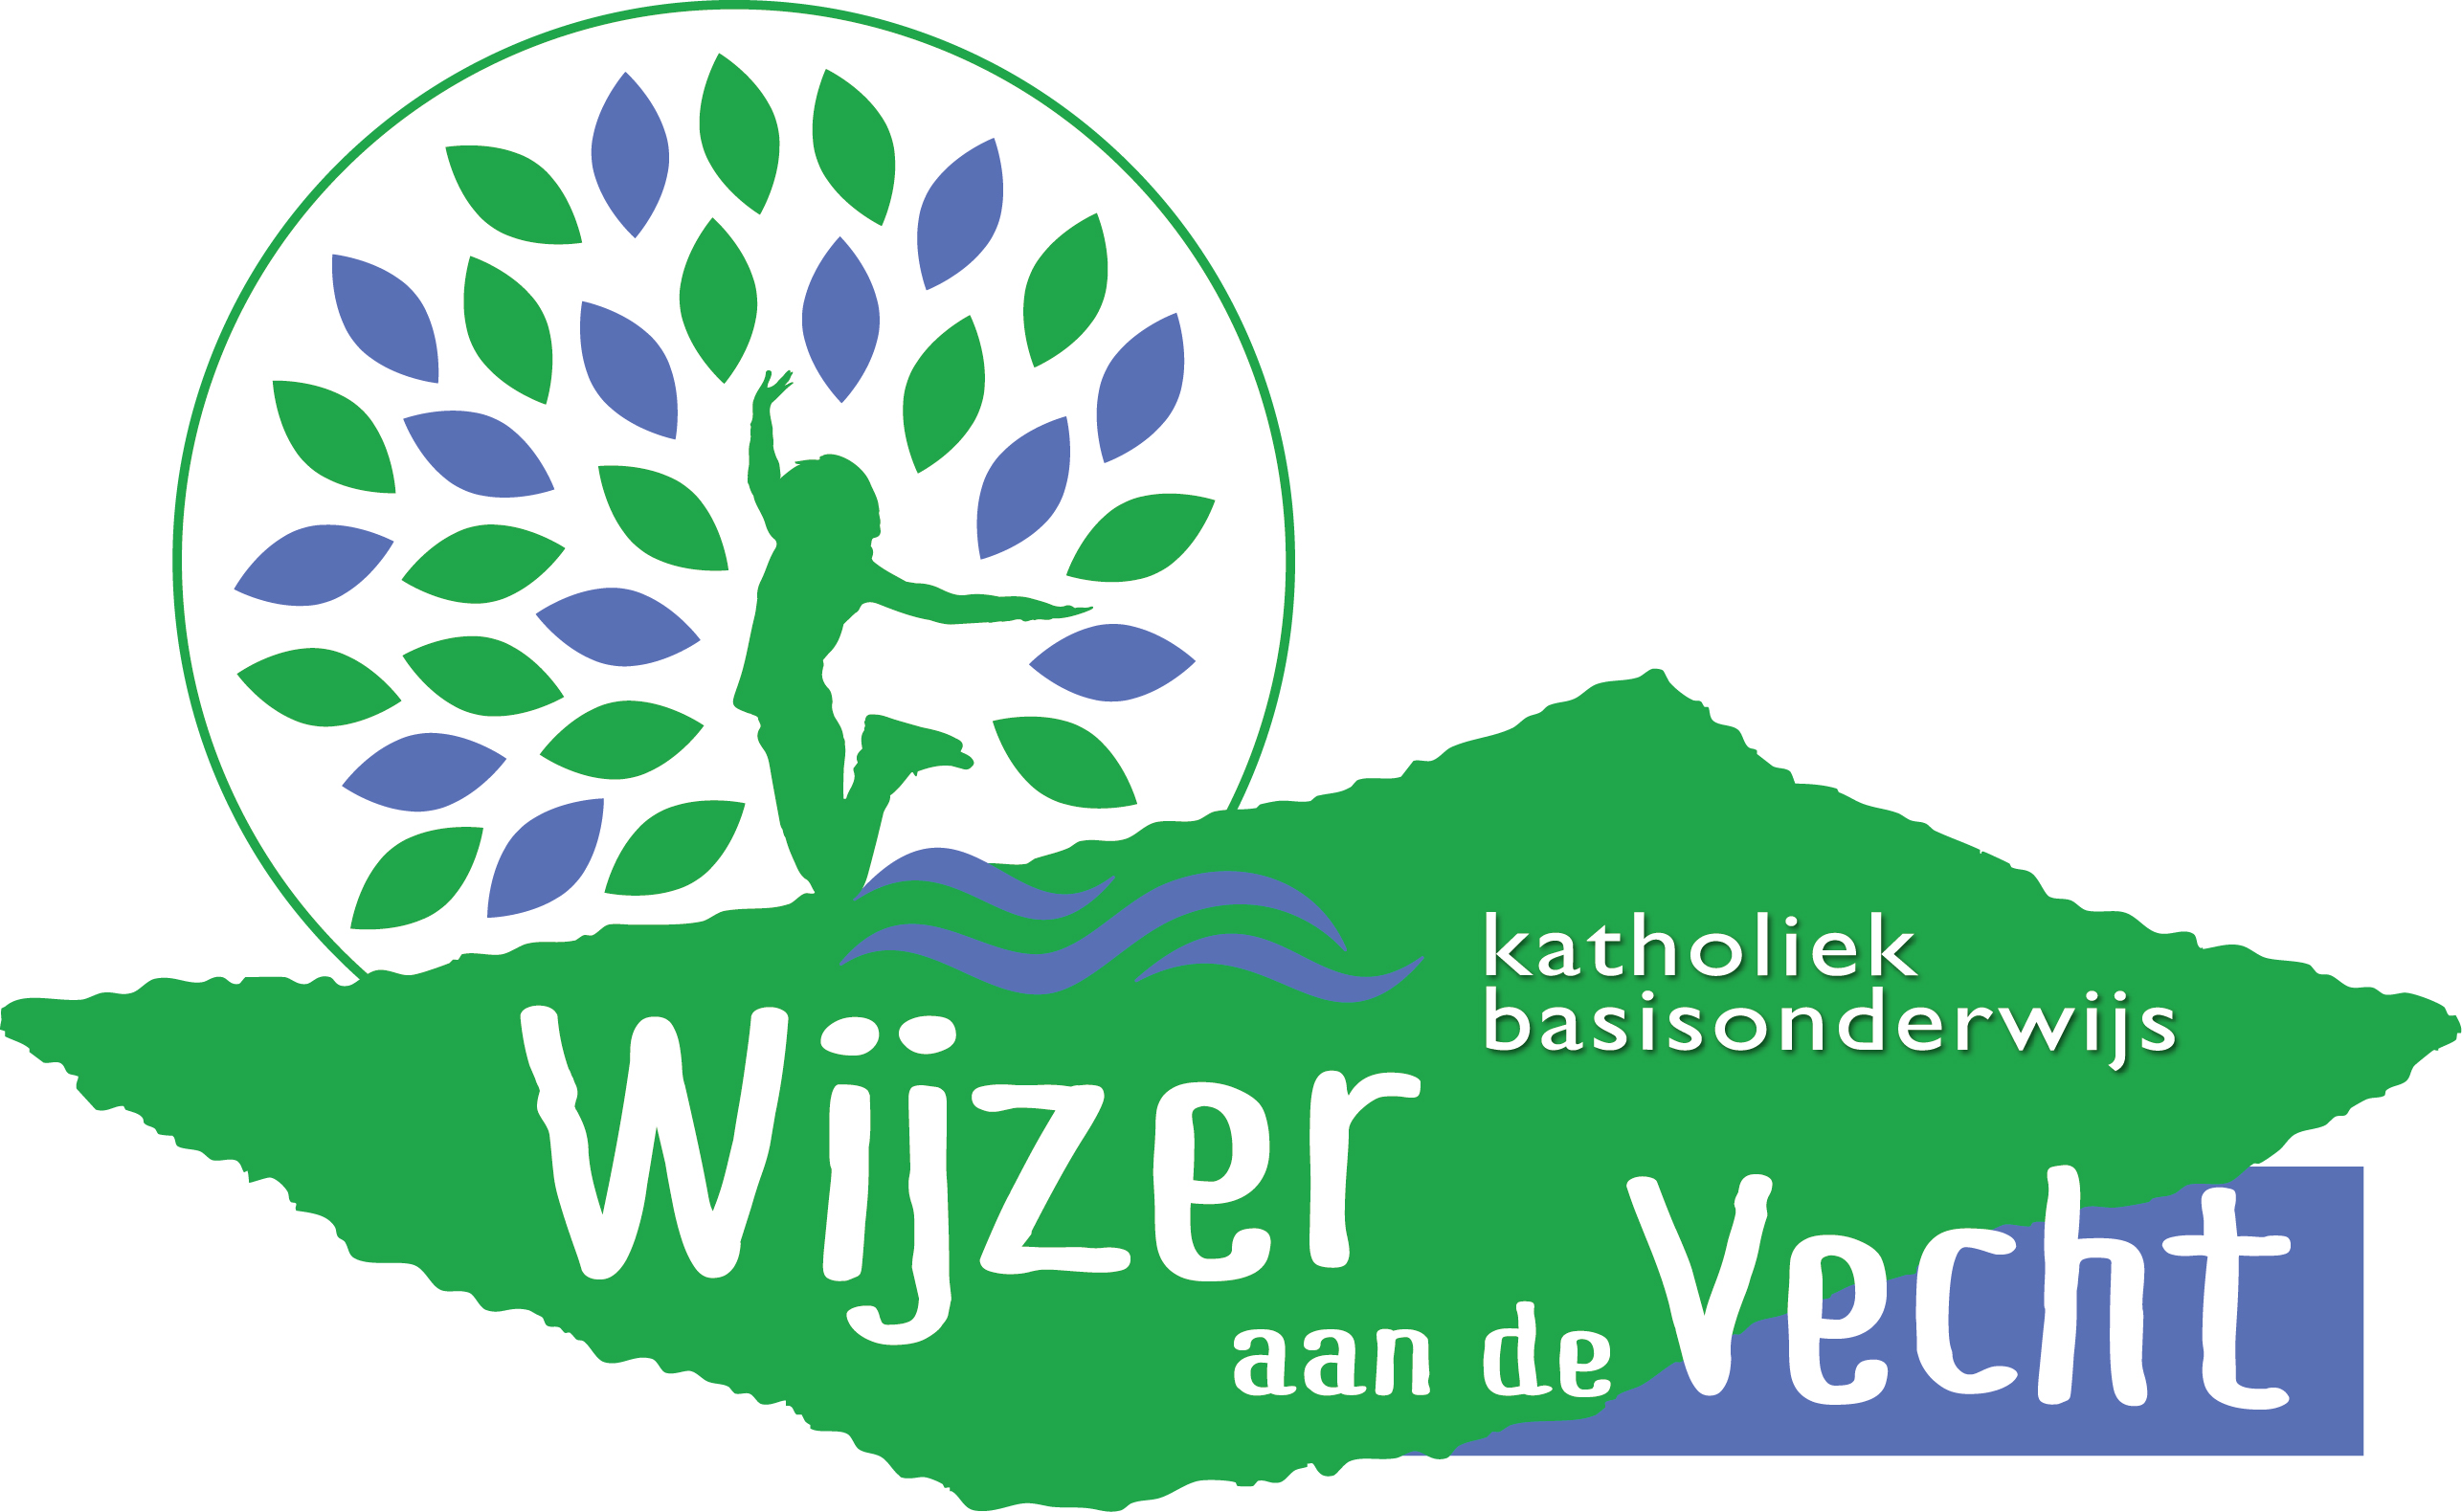 katholiek
basisonderwijs
Wijzer
aan de Vecht